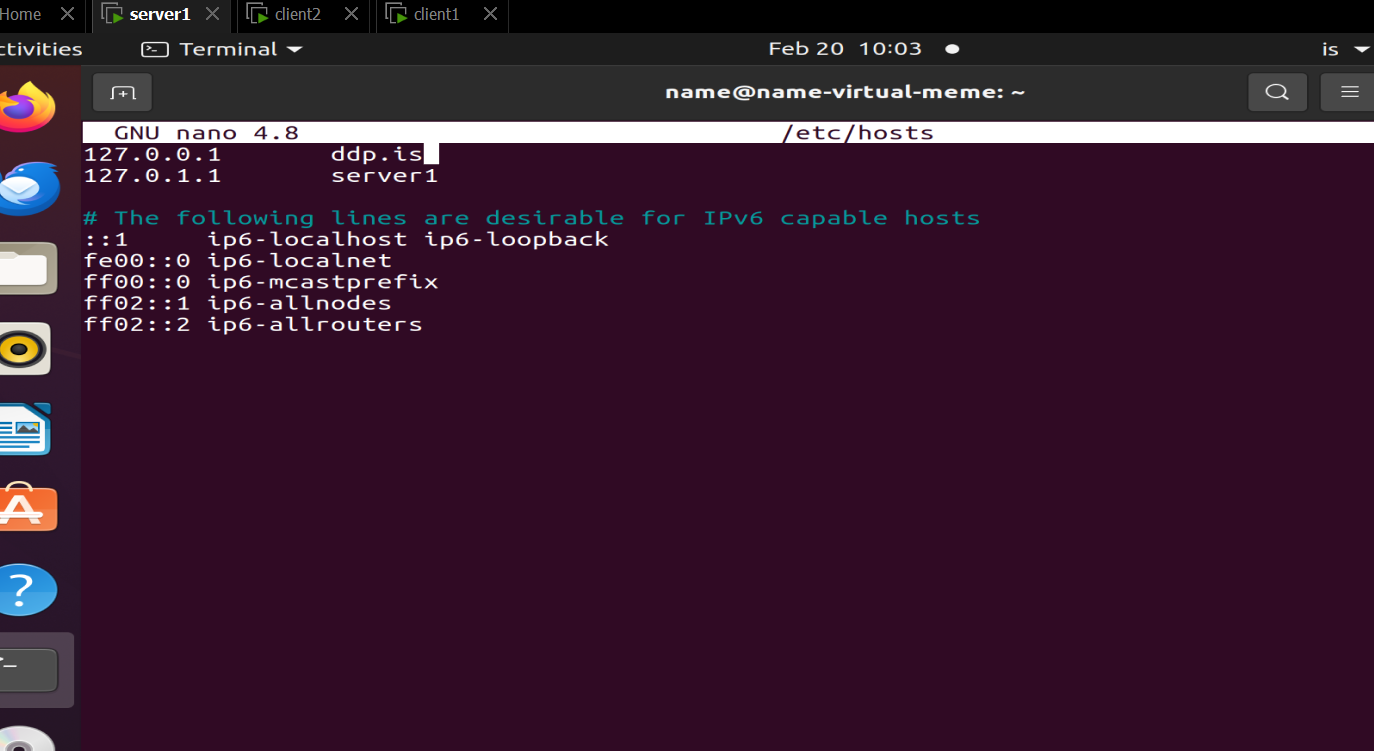 Home server1 client2 client1
ctivities Terminal Feb 20 10:03 is
name@name-virtual-meme: ~
GNU nano 4.8 /etc/hosts
127.0.0.1 ddp.is
127.0.1.1 server1
# The following lines are desirable for IPv6 capable hosts
::1 ip6-localhost ip6-loopback
fe00::0 ip6-localnet
ff00::0 ip6-mcastprefix
ff02::1 ip6-allnodes
ff02::2 ip6-allrouters